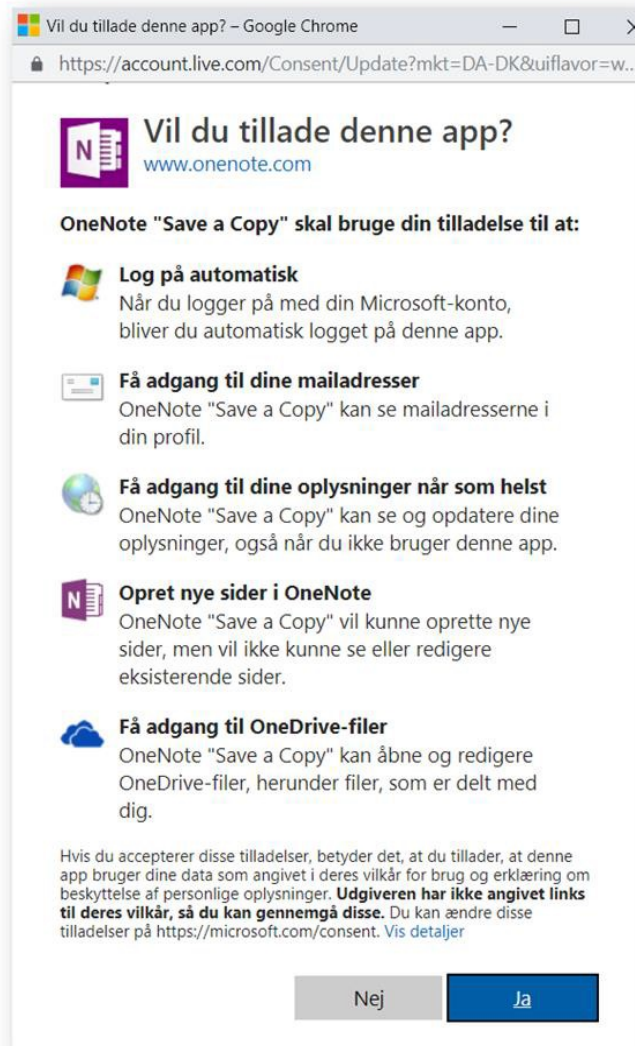 Vil du tillade denne app? – Google Chrome
https://account.live.com/Consent/Update?mkt=DA-DK&uiflavor=w...
Vil du tillade denne app?
www.onenote.com
OneNote "Save a Copy" skal bruge din tilladelse til at:
Log på automatisk
Når du logger på med din Microsoft-konto,
bliver du automatisk logget på denne app.
Få adgang til dine mailadresser
OneNote "Save a Copy" kan se mailadresserne i
din profil.
Få adgang til dine oplysninger når som helst
OneNote "Save a Copy" kan se og opdatere dine
oplysninger, også når du ikke bruger denne app.
N
Opret nye sider i OneNote
OneNote "Save a Copy" vil kunne oprette nye
sider, men vil ikke kunne se eller redigere
eksisterende sider.
Få adgang til OneDrive-filer
OneNote "Save a Copy" kan åbne og redigere
OneDrive-filer, herunder filer, som er delt med
dig.
Hvis du accepterer disse tilladelser, betyder det, at du tillader, at denne
app bruger dine data som angivet i deres vilkår for brug og erklæring om
beskyttelse af personlige oplysninger. Udgiveren har ikke angivet links
til deres vilkår, så du kan gennemgå disse. Du kan ændre disse
tilladelser på https://microsoft.com/consent. Vis detaljer
Nej
Ja